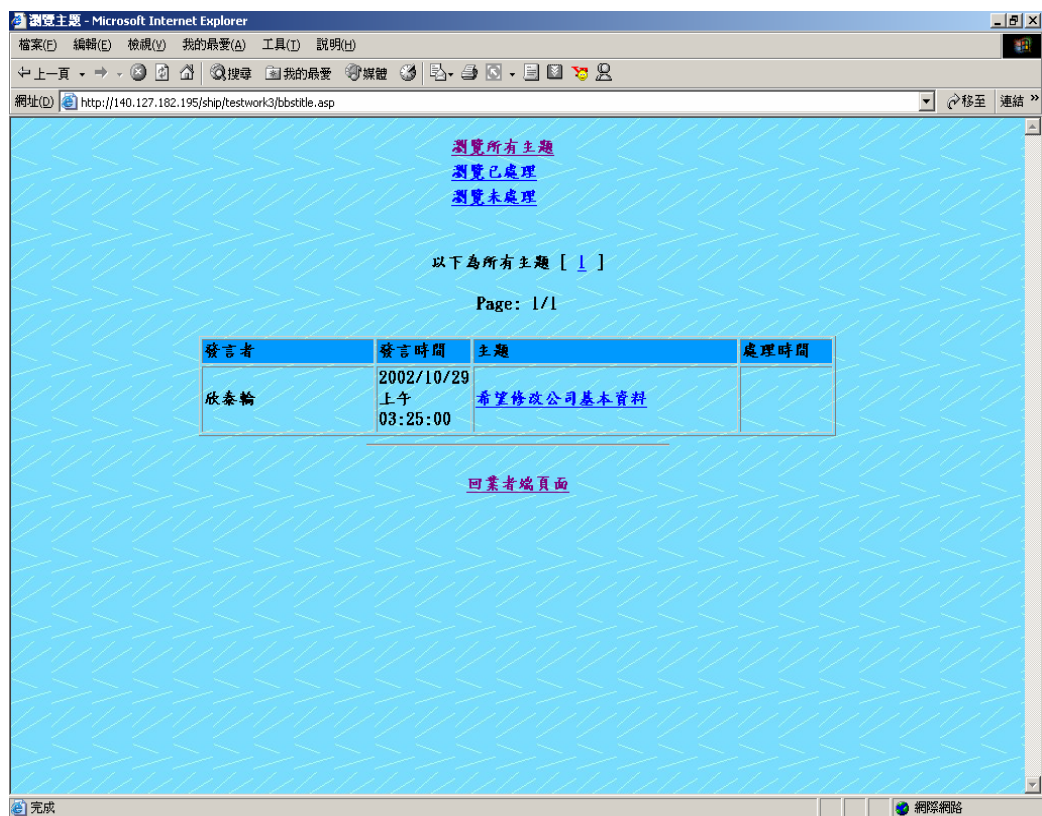 瀏覽主題 - Microsoft Internet Explorer
檔案(F) 編輯(E) 檢視(V) 我的最愛(A) 工具(T) 說明(H)
上一頁 搜尋 我的最愛 媒體
網址(D) http://140.127.182.195/ship/testwork3/bbstitle.asp 移至 連結 »
瀏覽所有主題
瀏覽已處理
瀏覽未處理
以下為所有主題 [ 1 ]
Page: 1/1
發言者 發言時間 主題 處理時間
欣泰輪 2002/10/29 上午 03:25:00 希望修改公司基本資料
回業者端頁面
完成 網際網路